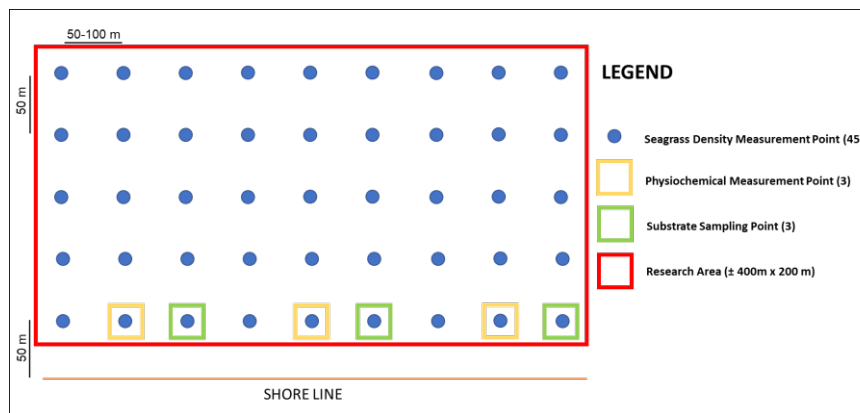 50-100 m
50 m
50 m
SHORE LINE
LEGEND
Seagrass Density Measurement Point (45
Physiochemical Measurement Point (3)
Substrate Sampling Point (3)
Research Area (± 400m x 200 m)